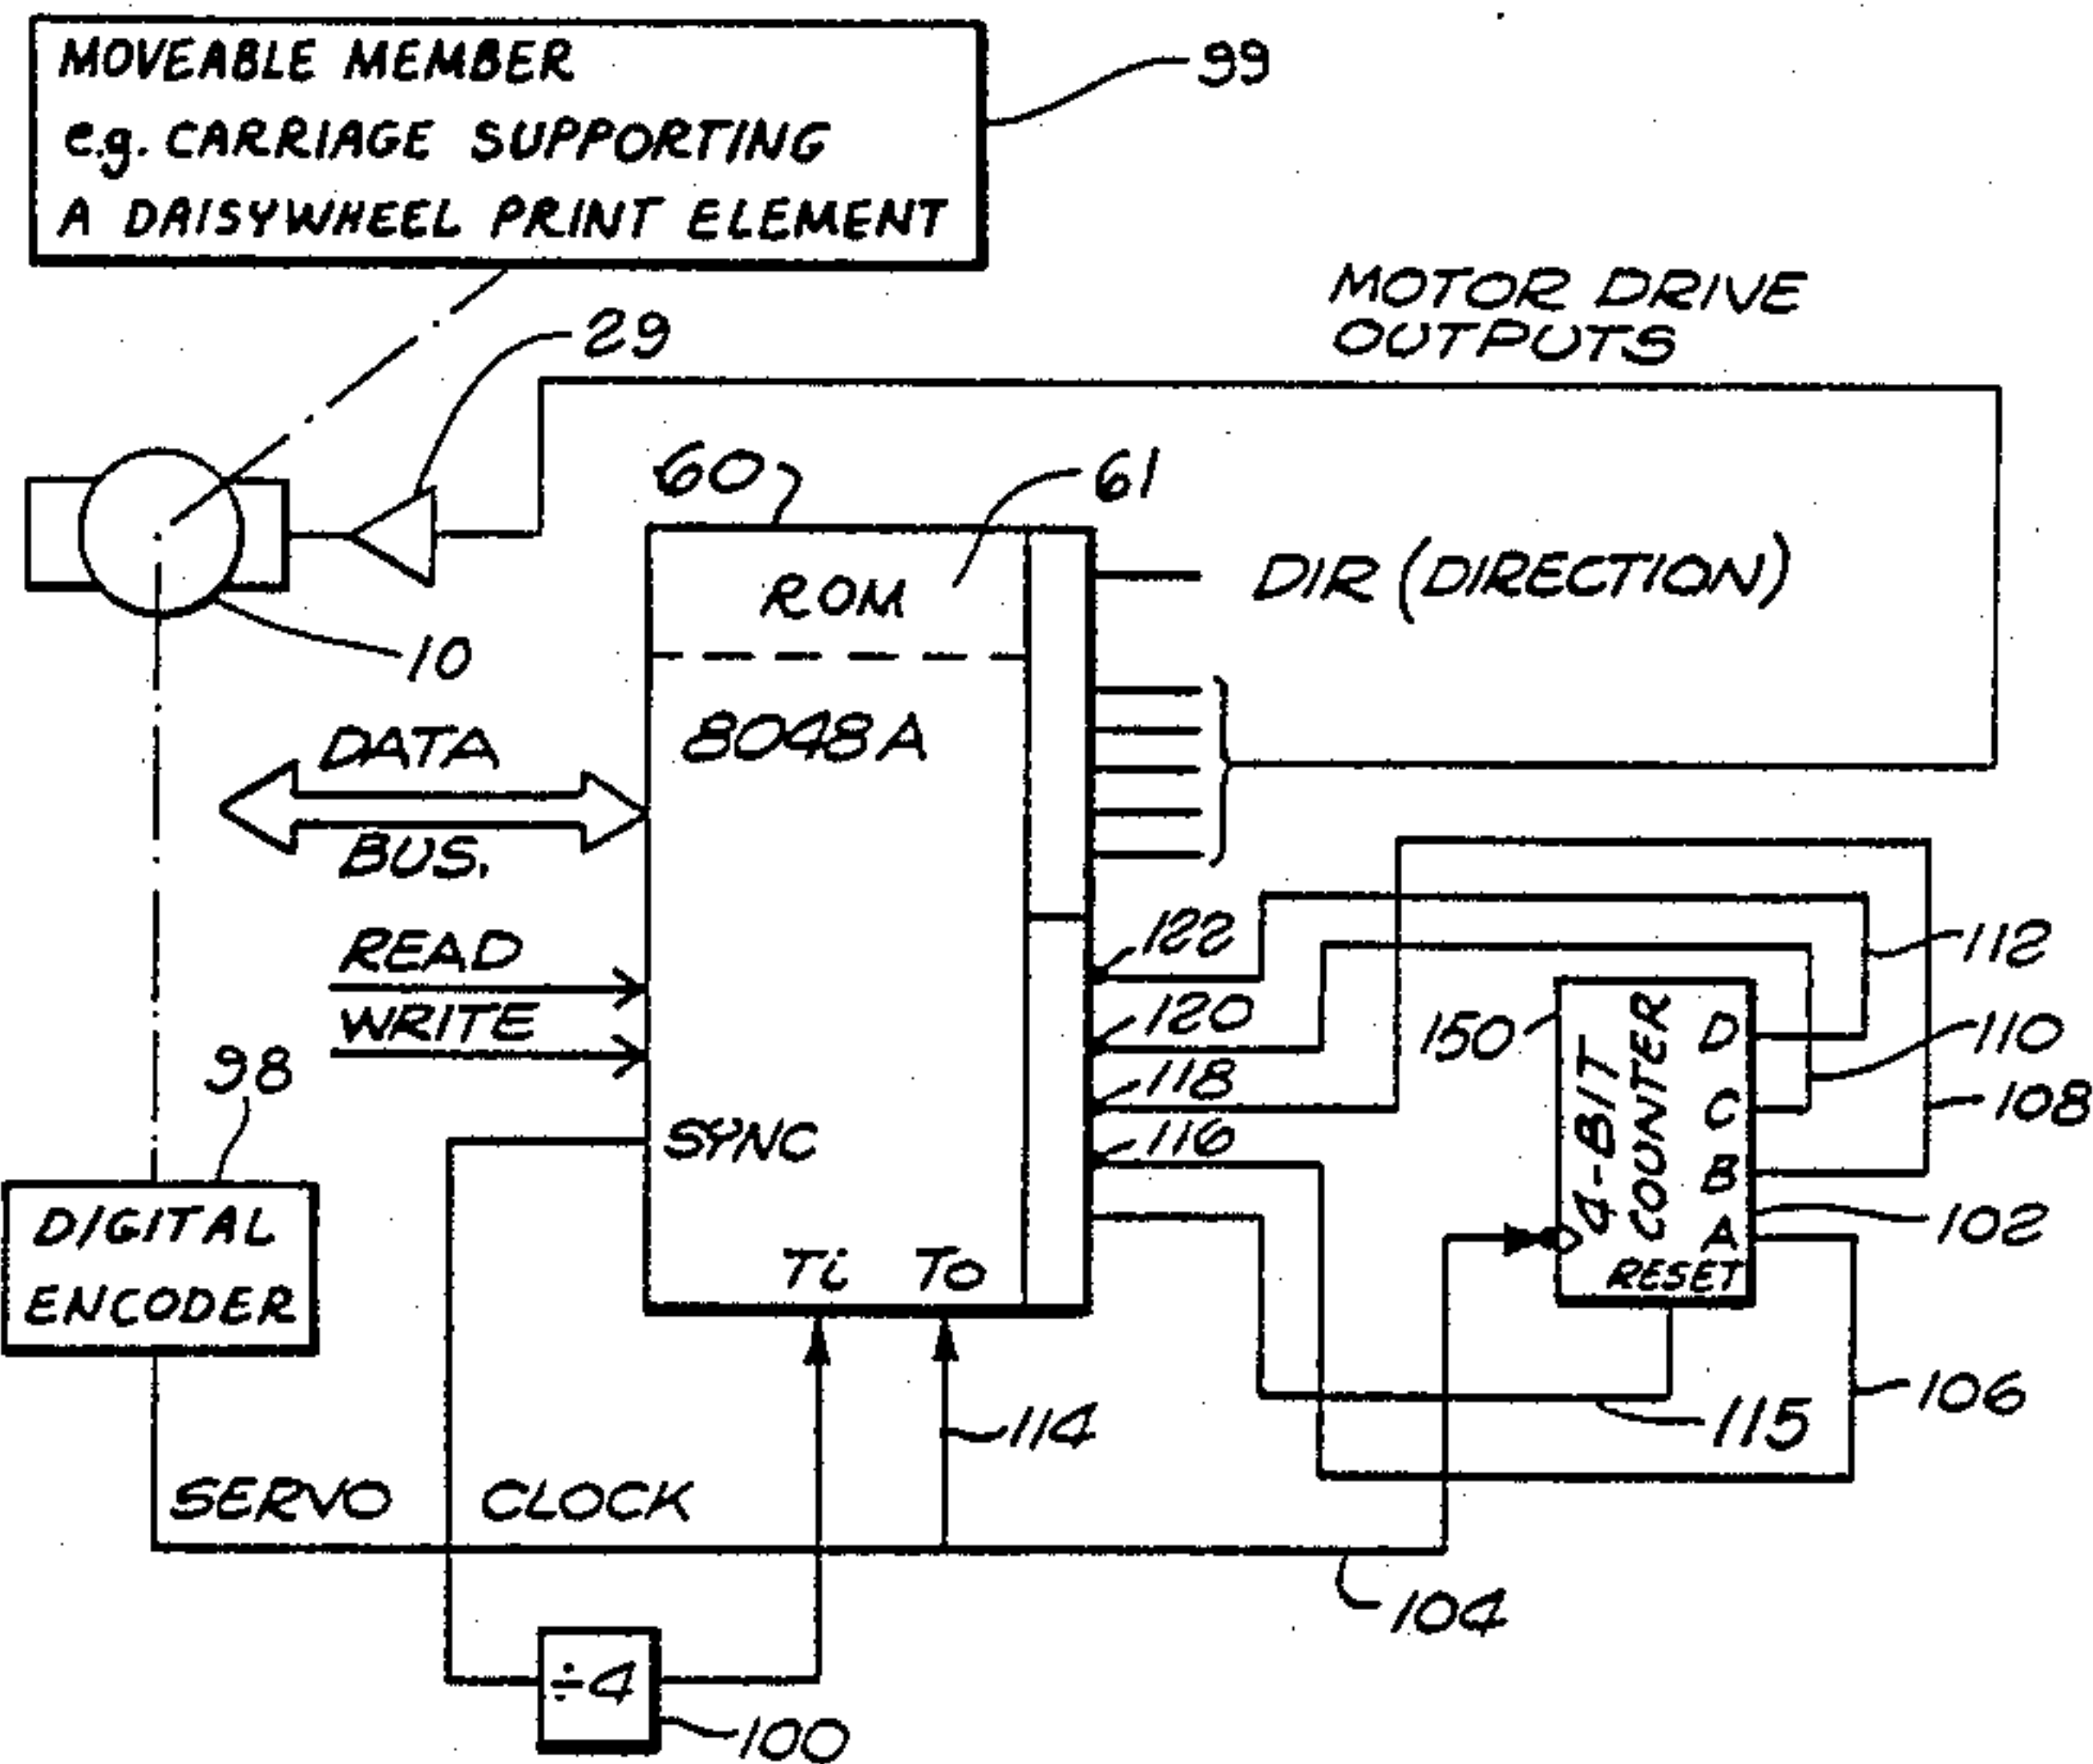 MOVEABLE MEMBER
e.g. CARRIAGE SUPPORTING
A DAISYWHEEL PRINT ELEMENT
99
MOTOR DRIVE
OUTPUTS
29
60
61
ROM
DIR (DIRECTION)
10
8048A
DATA
BUS.
122
112
READ
120
150
D
110
WRITE
118
4-BIT
COUNTER
C
108
98
SYNC
116
B
102
A
DIGITAL
ENCODER
Ti
To
RESET
106
114
115
SERVO CLOCK
104
÷4
100